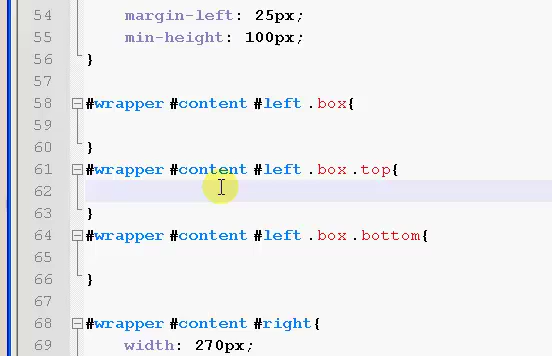 54 margin-left: 25px;
55 min-height: 100px;
56 }
57
58 #wrapper #content #left .box{
59
60 }
61 #wrapper #content #left .box .top{
62
63 }
64 #wrapper #content #left .box .bottom{
65
66 }
67
68 #wrapper #content #right{
69 width: 270px;